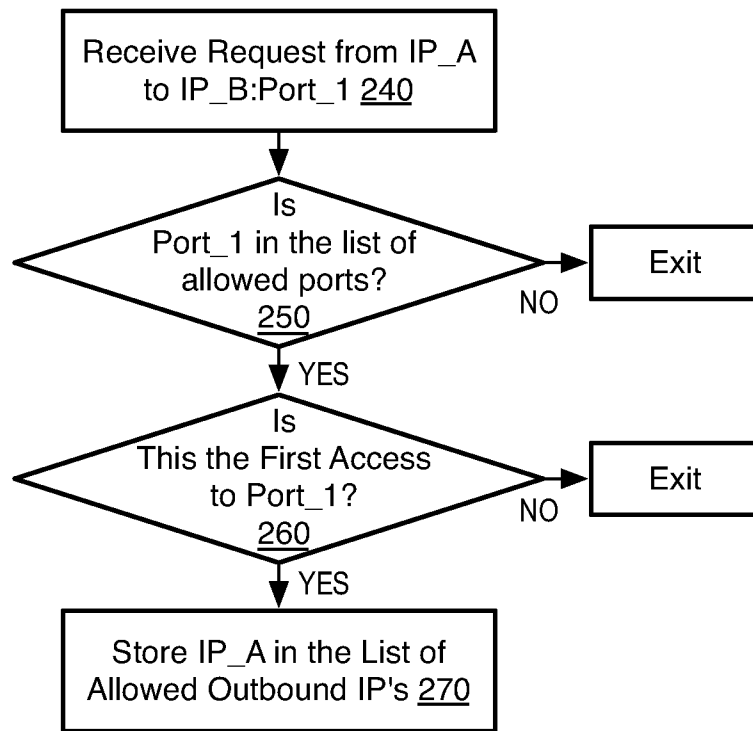 Receive Request from IP_A
to IP_B:Port_1 240
Is
Port_1 in the list of
allowed ports?
250
NO
Exit
YES
Is
This the First Access
to Port_1?
260
NO
Exit
YES
Store IP_A in the List of
Allowed Outbound IP's 270